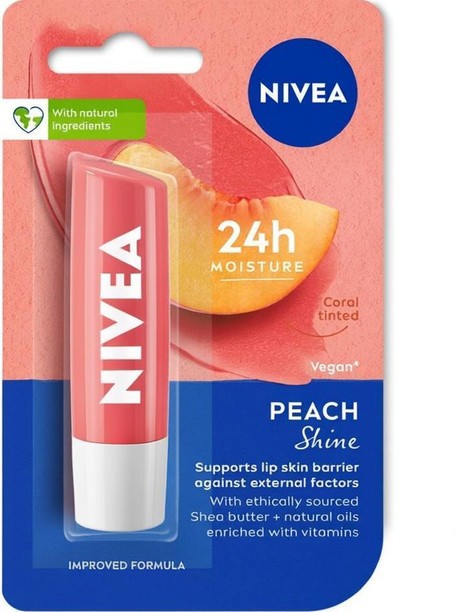 NIVEA
With natural
ingredients
NIVEA
24h
MOISTURE
Coral
tinted
Vegan*
PEACH
Shine
Supports lip skin barrier
against external factors
With ethically sourced
Shea butter + natural oils
enriched with vitamins
IMPROVED FORMULA